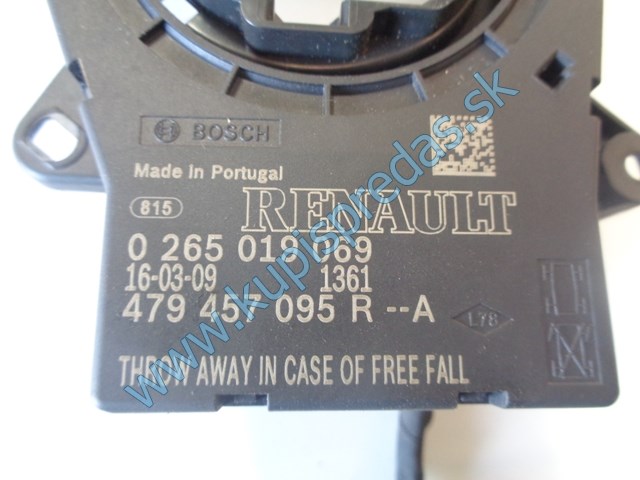 BOSCH
Made in Portugal
815
RENAULT
0 265 019 069
16-03-09 1361
479 457 095 R --A
L78
THROW AWAY IN CASE OF FREE FALL
www.kupispredas.sk